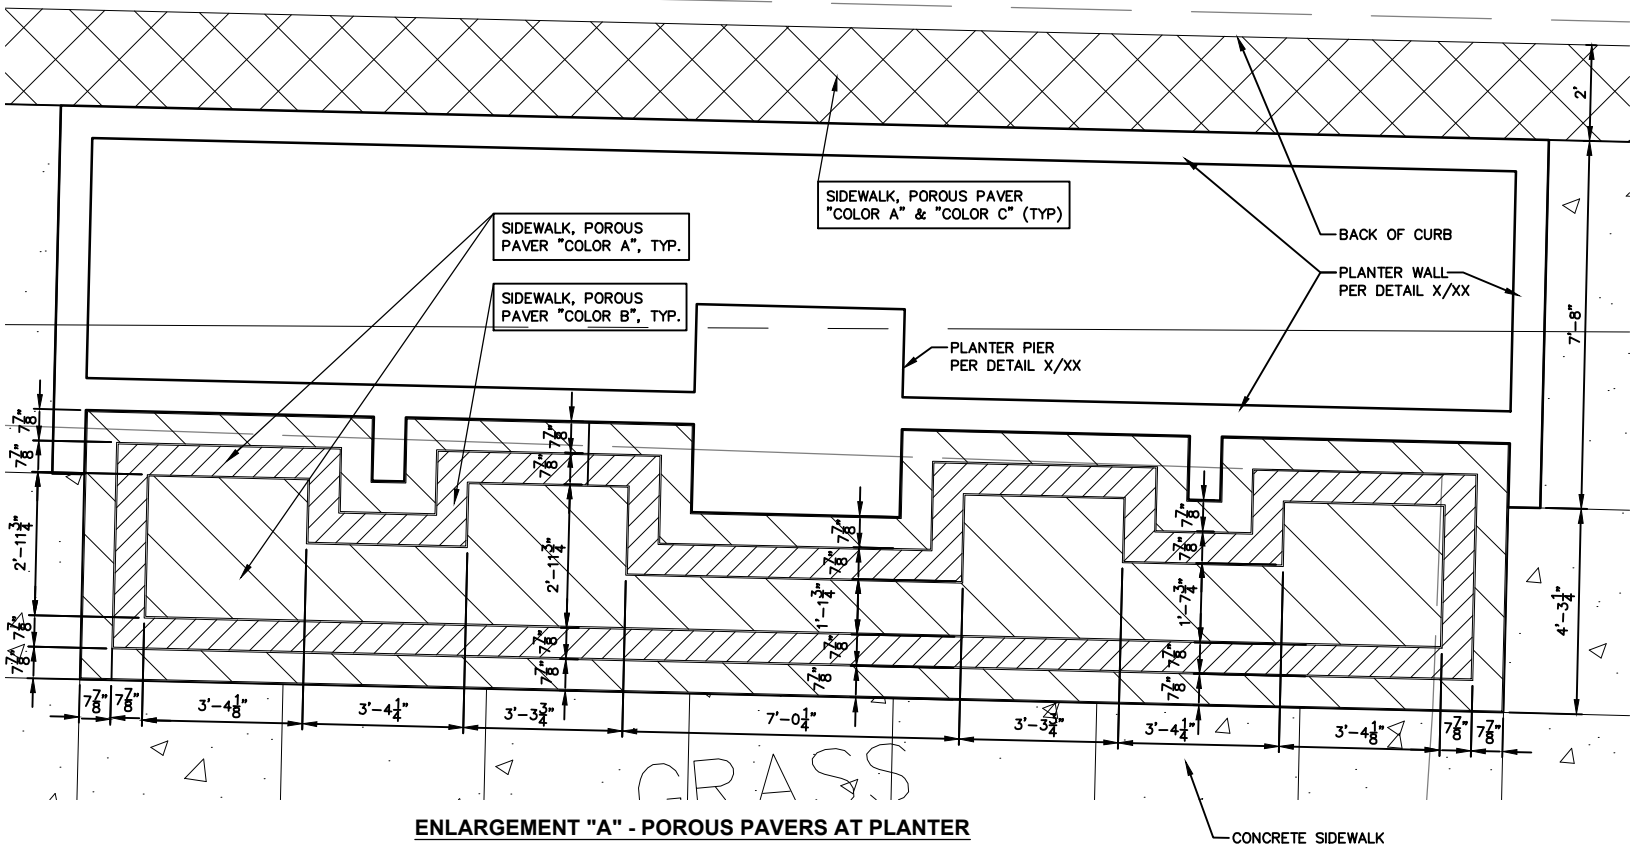 2'
SIDEWALK, POROUS PAVER
"COLOR A" & "COLOR C" (TYP)
SIDEWALK, POROUS
PAVER "COLOR A", TYP.
BACK OF CURB
PLANTER WALL
PER DETAIL X/XX
SIDEWALK, POROUS
PAVER "COLOR B", TYP.
7'-8"
PLANTER PIER
PER DETAIL X/XX
7⅞"
7⅞"
2'-11¾"
7⅞"
7⅞"
7⅞"
7⅞"
2'-11¾"
7⅞"
7⅞"
7⅞"
7⅞"
1'-1¾"
7⅞"
7⅞"
7⅞"
7⅞"
1'-7¾"
7⅞"
7⅞"
4'-3¼"
7⅞"
7⅞"
3'-4⅛"
3'-4¼"
3'-3¾"
7'-0¼"
3'-3¾"
3'-4¼"
3'-4⅛"
7⅞"
7⅞"
GRASS
ENLARGEMENT "A" - POROUS PAVERS AT PLANTER
CONCRETE SIDEWALK